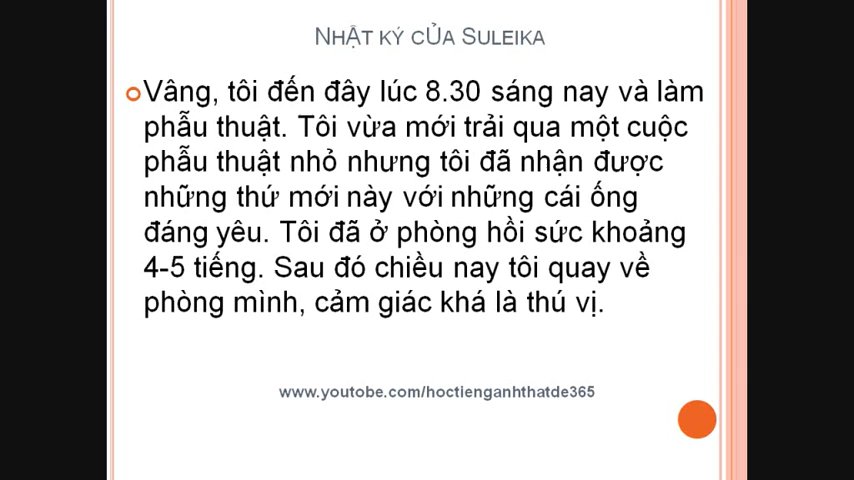 NHẬT KÝ CỦA SULEIKA
Vâng, tôi đến đây lúc 8.30 sáng nay và làm
phẫu thuật. Tôi vừa mới trải qua một cuộc
phẫu thuật nhỏ nhưng tôi đã nhận được
những thứ mới này với những cái ống
đáng yêu. Tôi đã ở phòng hồi sức khoảng
4-5 tiếng. Sau đó chiều nay tôi quay về
phòng mình, cảm giác khá là thú vị.
www.youtobe.com/hoctienganhthatde365